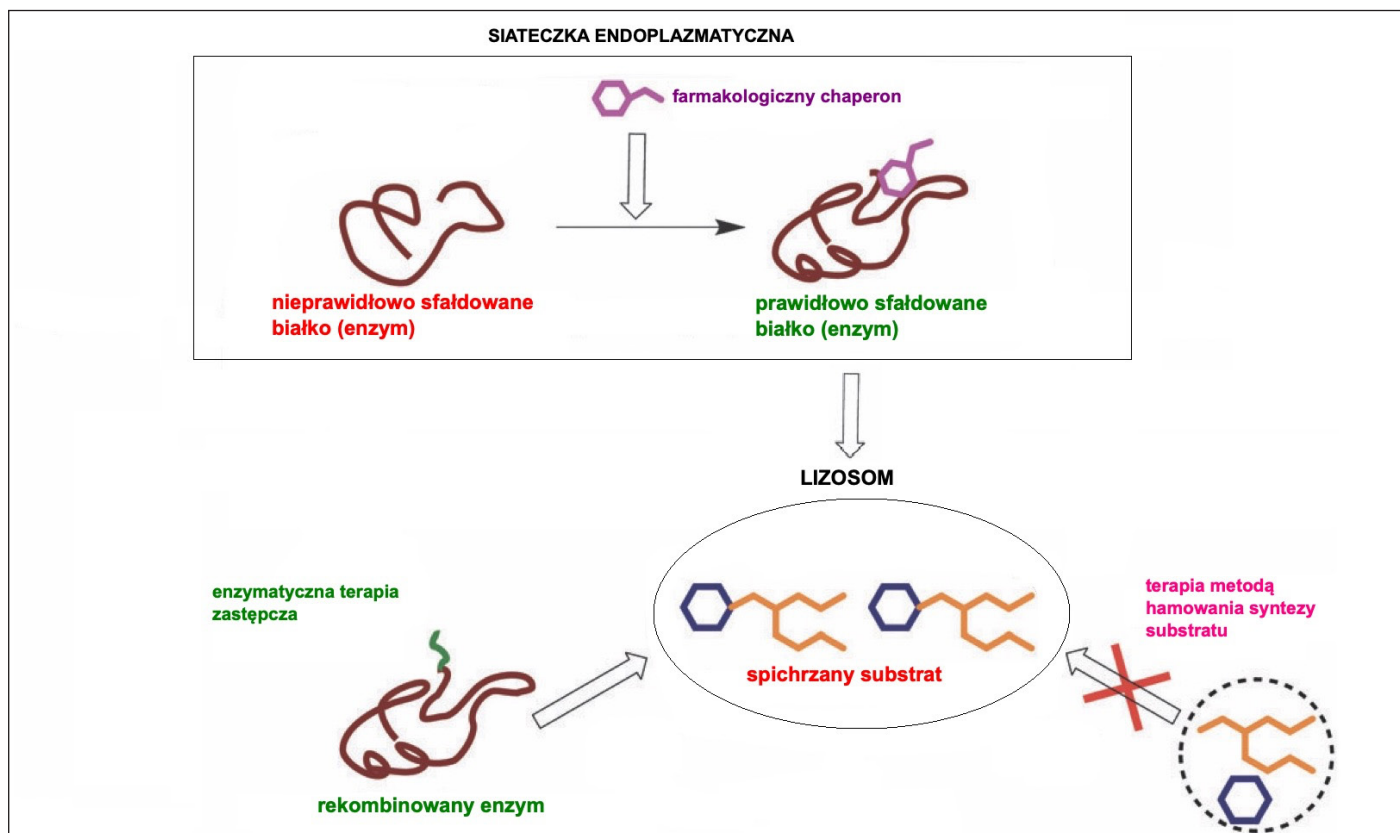 SIATECZKA ENDOPLAZMATYCZNA
farmakologiczny chaperon
nieprawidłowo sfałdowane
białko (enzym)
prawidłowo sfałdowane
białko (enzym)
LIZOSOM
enzymatyczna terapia
zastępcza
terapia metodą
hamowania syntezy
substratu
spichrzany substrat
rekombinowany enzym